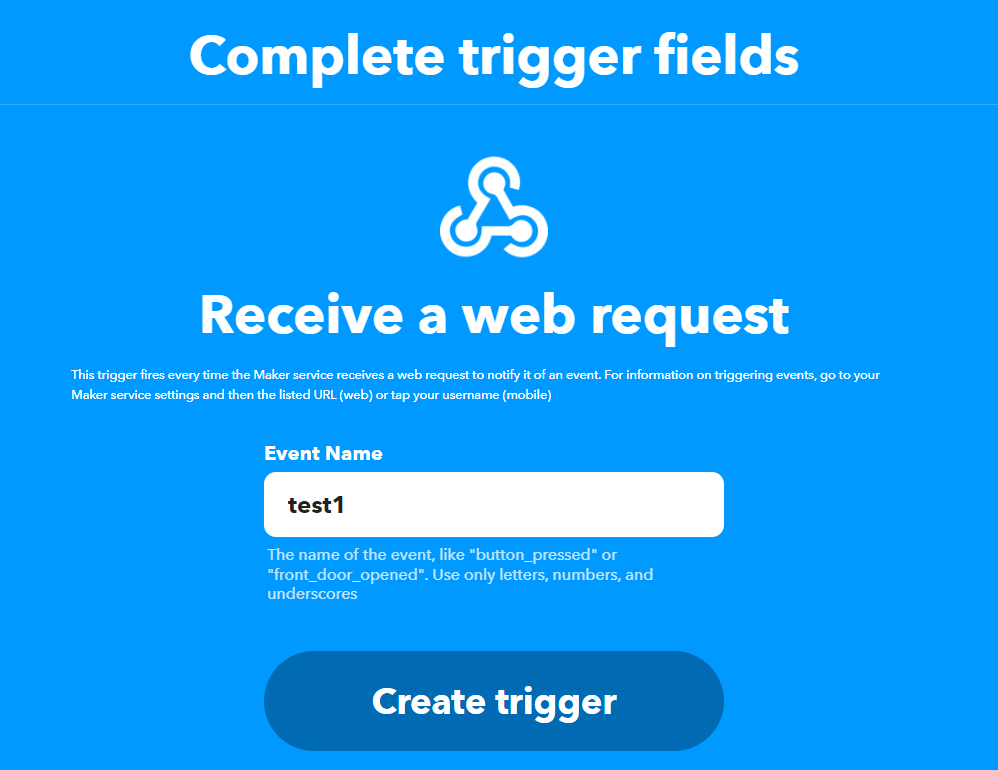 Complete trigger fields
Receive a web request
This trigger fires every time the Maker service receives a web request to notify it of an event. For information on triggering events, go to your
Maker service settings and then the listed URL (web) or tap your username (mobile)
Event Name
test1
The name of the event, like "button_pressed" or
"front_door_opened". Use only letters, numbers, and
underscores
Create trigger